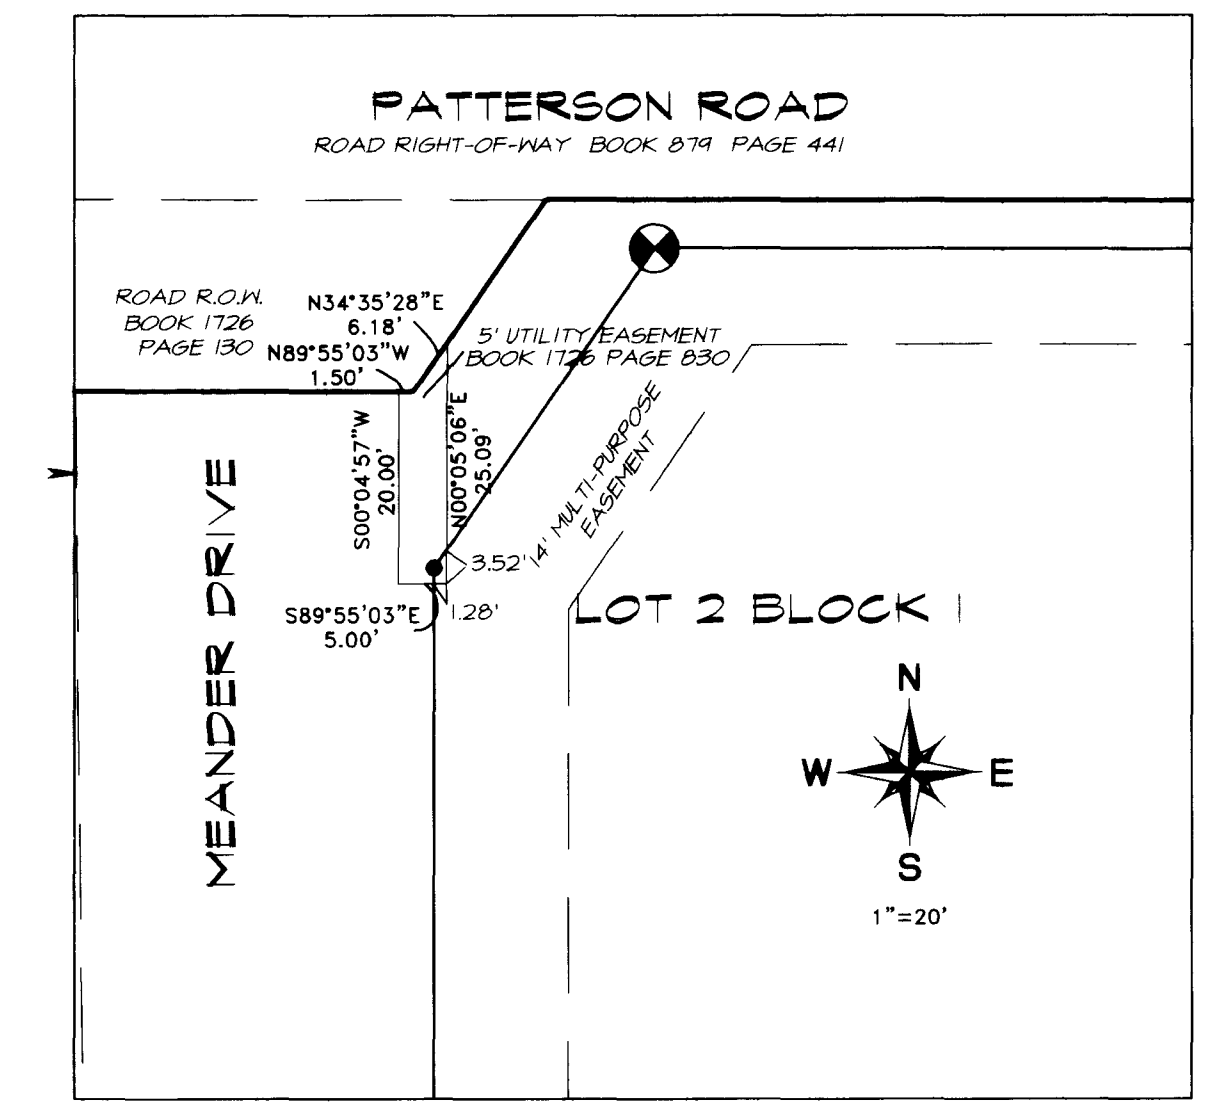 PATTERSON ROAD
ROAD RIGHT-OF-WAY BOOK 879 PAGE 441
ROAD R.O.W.
BOOK 1726
PAGE 130
N34°35'28"E
6.18'
N89°55'03"W
1.50'
5' UTILITY EASEMENT
BOOK 1726 PAGE 830
S00°04'57"W
20.00'
N00°05'06"E
25.09'
14' MULTI-PURPOSE
EASEMENT
3.52'
S89°55'03"E
5.00'
1.28'
MEANDER DRIVE
LOT 2 BLOCK 1
N
W E
S
1"=20'